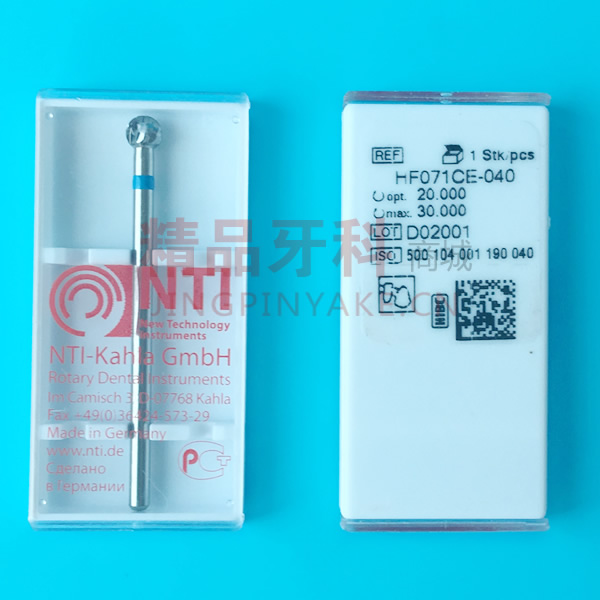 NTI
New Technology
Instruments
NTI-Kahla GmbH
Rotary Dental Instruments
Im Camisch 3, D-07768 Kahla
Fax +49(0)36424-573-29
Made in Germany
www.nti.de
Сделано
в Германии
РСТ
REF
1 Stk/pcs
HF071CE-040
opt. 20.000
max. 30.000
LOT D02001
ISO 500 104 001 190 040
HIBC
精品牙科商城
JINGPINYAKE.CN